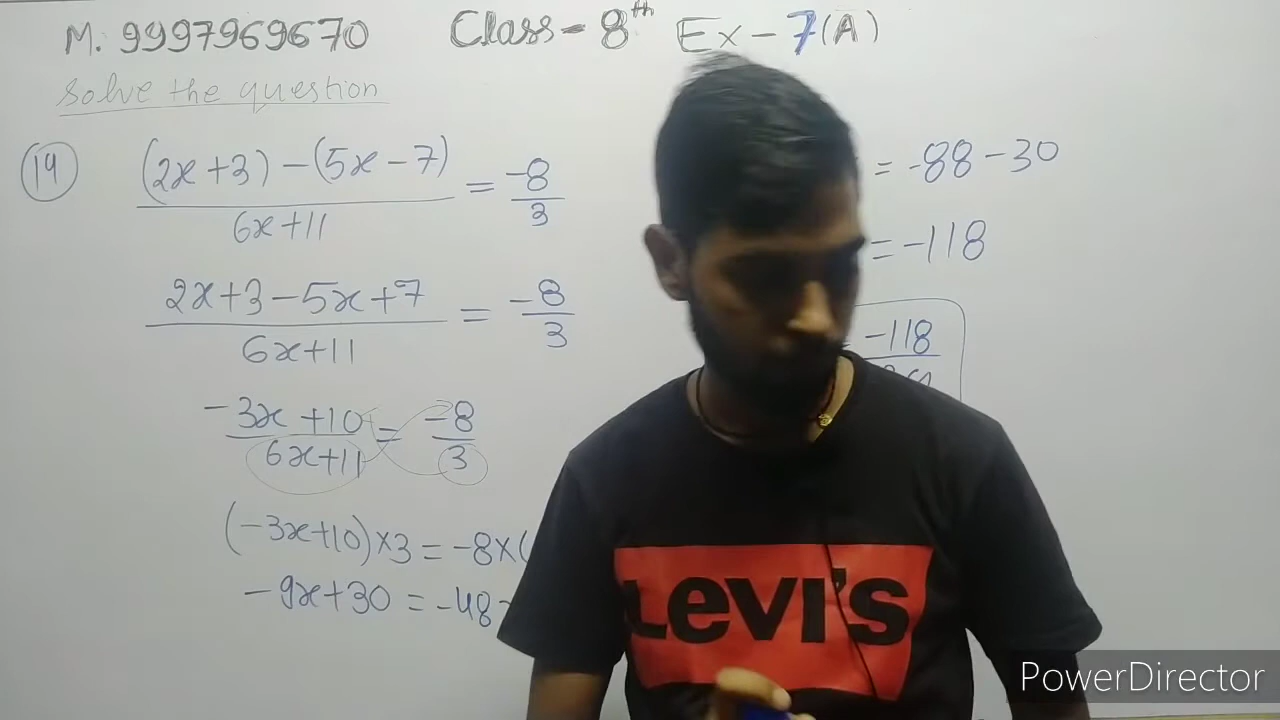 M. 9997969670 Class - 8th Ex - 7(A)
Solve the question
14 (2x+3) - (5x-7) / 6x+11 = -8/3
2x+3-5x+7 / 6x+11 = -8/3
-3x+10 / 6x+11 = -8/3
(-3x+10)×3 = -8×(
-9x+30 = -48
= -88-30
= -118
-118
LEVI'S
PowerDirector